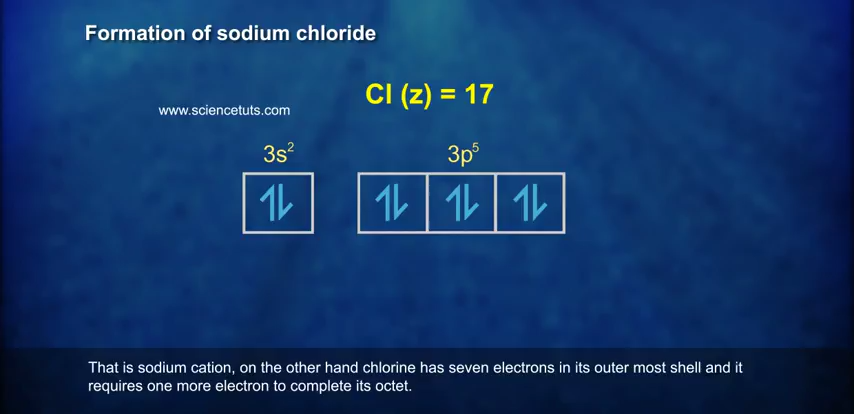 Formation of sodium chloride
Cl (z) = 17
www.sciencetuts.com
3s² 3p⁵
That is sodium cation, on the other hand chlorine has seven electrons in its outer most shell and it
requires one more electron to complete its octet.